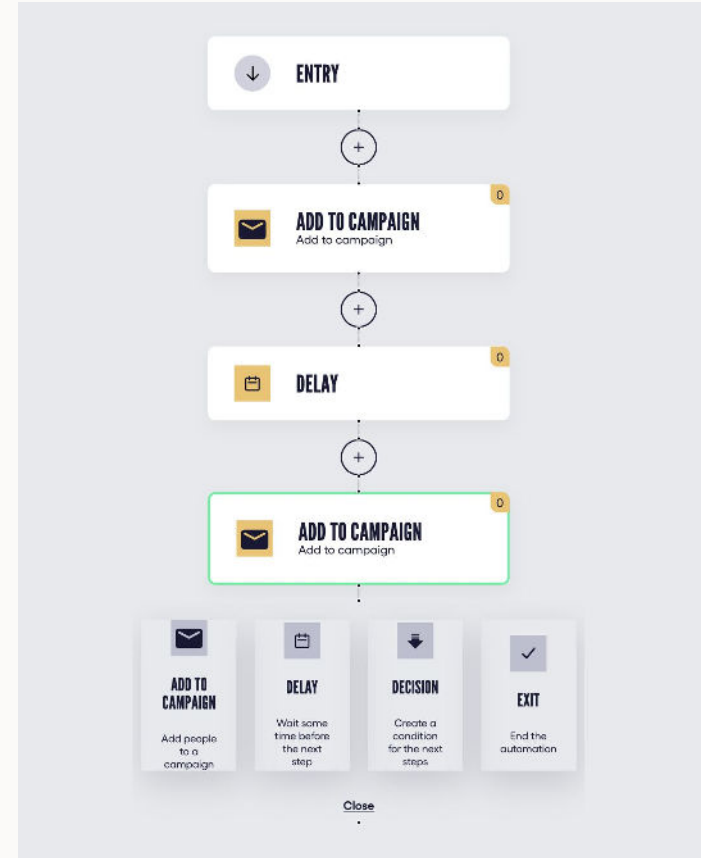 ENTRY
0
ADD TO CAMPAIGN
Add to campaign
0
DELAY
0
ADD TO CAMPAIGN
Add to campaign
ADD TO
CAMPAIGN
Add people
to a
campaign
DELAY
Wait some
time before
the next
step
DECISION
Create a
condition
for the next
steps
EXIT
End the
automation
Close